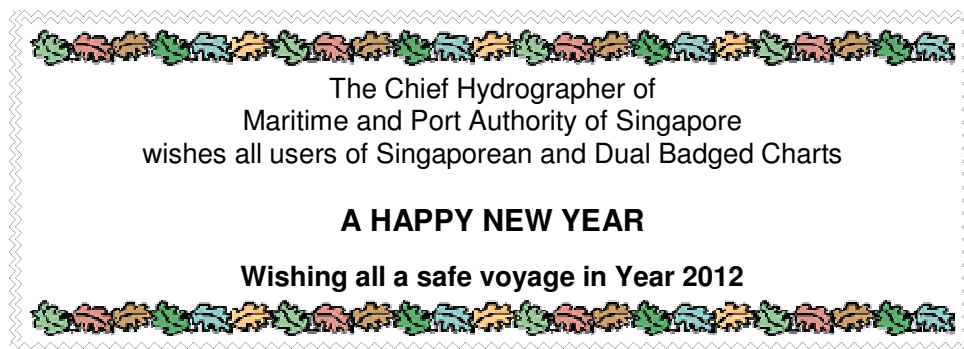 The Chief Hydrographer of
Maritime and Port Authority of Singapore
wishes all users of Singaporean and Dual Badged Charts
A HAPPY NEW YEAR
Wishing all a safe voyage in Year 2012